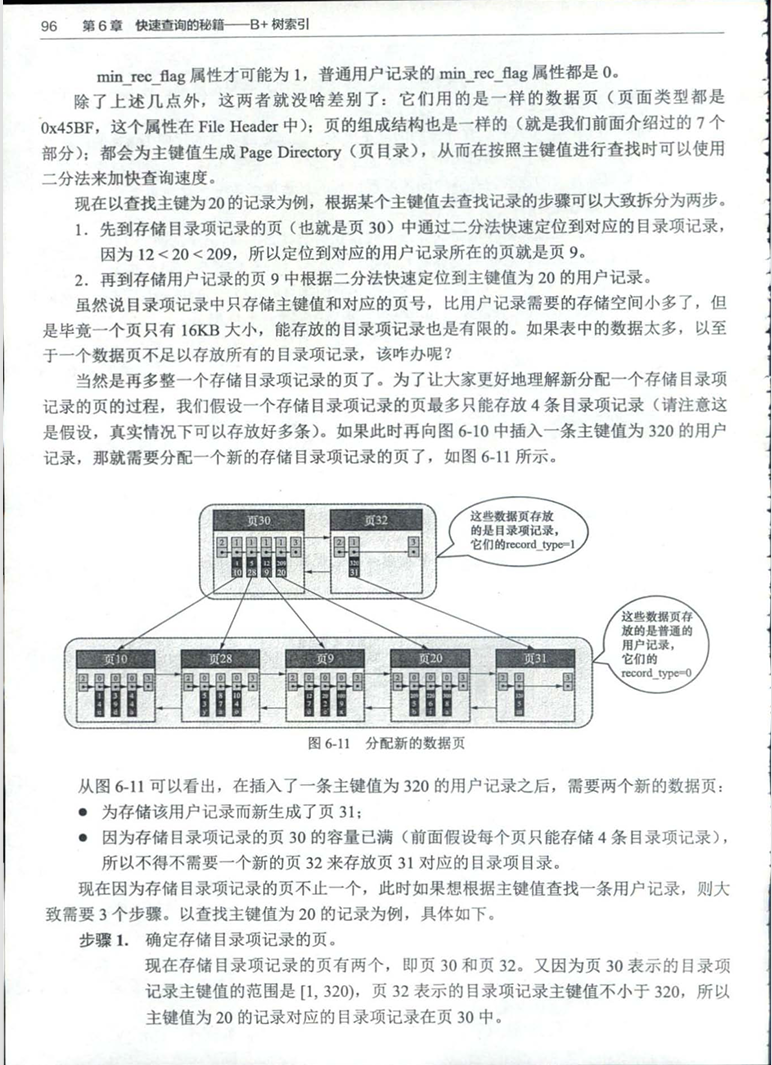 96 第6章 快速查询的秘籍——B+树索引
min_rec_flag 属性才可能为 1，普通用户记录的 min_rec_flag 属性都是 0。
除了上述几点外，这两者就没啥差别了：它们用的是一样的数据页（页面类型都是
0x45BF，这个属性在 File Header 中）；页的组成结构也是一样的（就是我们前面介绍过的 7 个
部分）；都会为主键值生成 Page Directory（页目录），从而在按照主键值进行查找时可以使用
二分法来加快查询速度。
现在以查找主键为 20 的记录为例，根据某个主键值去查找记录的步骤可以大致拆分为两步。
1．先到存储目录项记录的页（也就是页 30）中通过二分法快速定位到对应的目录项记录，
因为 12 < 20 < 209，所以定位到对应的用户记录所在的页就是页 9。
2．再到存储用户记录的页 9 中根据二分法快速定位到主键值为 20 的用户记录。
虽然说目录项记录中只存储主键值和对应的页号，比用户记录需要的存储空间小多了，但
是毕竟一个页只有 16KB 大小，能存放的目录项记录也是有限的。如果表中的数据太多，以至
于一个数据页不足以存放所有的目录项记录，该咋办呢？
当然是再多整一个存储目录项记录的页了。为了让大家更好地理解新分配一个存储目录项
记录的页的过程，我们假设一个存储目录项记录的页最多只能存放 4 条目录项记录（请注意这
是假设，真实情况下可以存放好多条）。如果此时再向图 6-10 中插入一条主键值为 320 的用户
记录，那就需要分配一个新的存储目录项记录的页了，如图 6-11 所示。
页30 页32
2 1 1 1 1 3 2 1 3
1 5 12 209 320
10 28 9 20 31
这些数据页存放
的是目录项记录，
它们的record_type=1
页10 页28 页9 页20 页31
这些数据页存
放的是普通的
用户记录，
它们的
record_type=0
图 6-11 分配新的数据页
从图 6-11 可以看出，在插入了一条主键值为 320 的用户记录之后，需要两个新的数据页：
● 为存储该用户记录而新生成了页 31；
● 因为存储目录项记录的页 30 的容量已满（前面假设每个页只能存储 4 条目录项记录），
所以不得不需要一个新的页 32 来存放页 31 对应的目录项目录。
现在因为存储目录项记录的页不止一个，此时如果想根据主键值查找一条用户记录，则大
致需要 3 个步骤。以查找主键值为 20 的记录为例，具体如下。
步骤 1. 确定存储目录项记录的页。
现在存储目录项记录的页有两个，即页 30 和页 32。又因为页 30 表示的目录项
记录主键值的范围是 [1, 320)，页 32 表示的目录项记录主键值不小于 320，所以
主键值为 20 的记录对应的目录项记录在页 30 中。